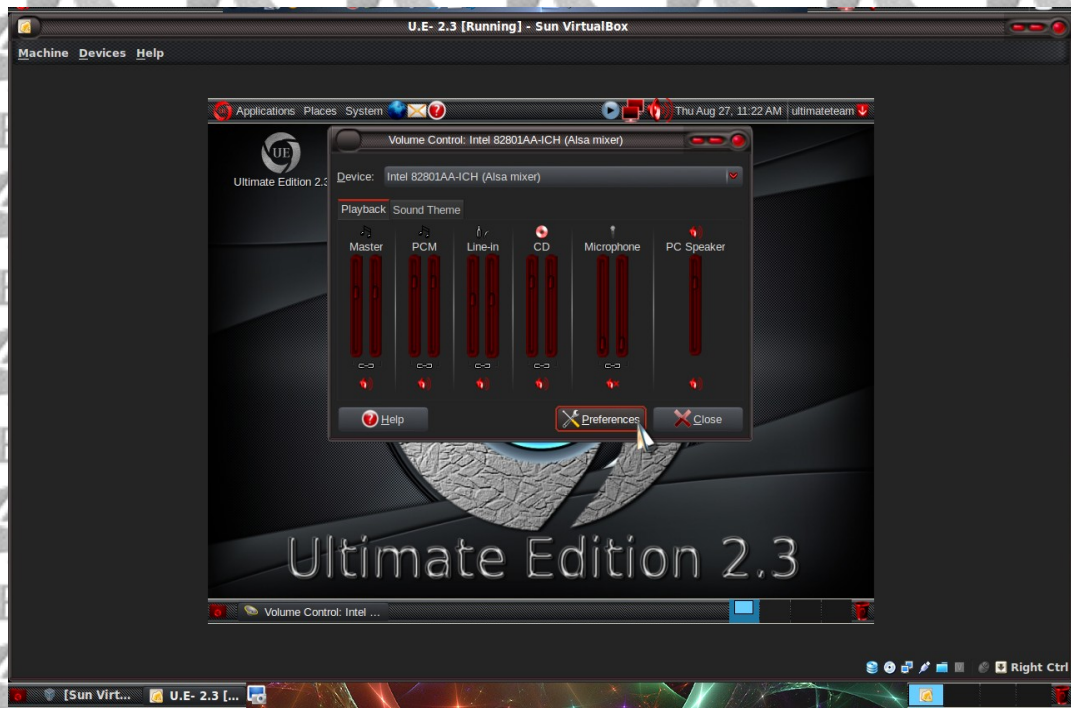 U.E- 2.3 [Running] - Sun VirtualBox
Machine Devices Help
Applications Places System Thu Aug 27, 11:22 AM ultimateteam
UE
Ultimate Edition 2.3
Volume Control: Intel 82801AA-ICH (Alsa mixer)
Device: Intel 82801AA-ICH (Alsa mixer)
Playback Sound Theme
Master PCM Line-in CD Microphone PC Speaker
Help Preferences Close
Ultimate Edition 2.3
Volume Control: Intel ...
Right Ctrl
[Sun Virt... U.E- 2.3 [...